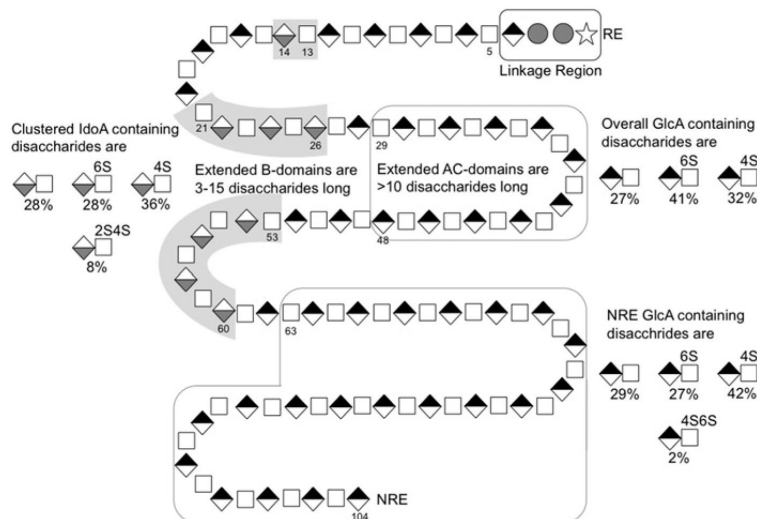 RE
14 13
5
Linkage Region
21
26
29
Clustered IdoA containing
disaccharides are
6S 4S
28% 28% 36%
2S4S
8%
Extended B-domains are
3-15 disaccharides long
Extended AC-domains are
>10 disaccharides long
Overall GlcA containing
disaccharides are
6S 4S
27% 41% 32%
53
48
60
63
NRE GlcA containing
disacchrides are
6S 4S
29% 27% 42%
4S6S
2%
NRE
104